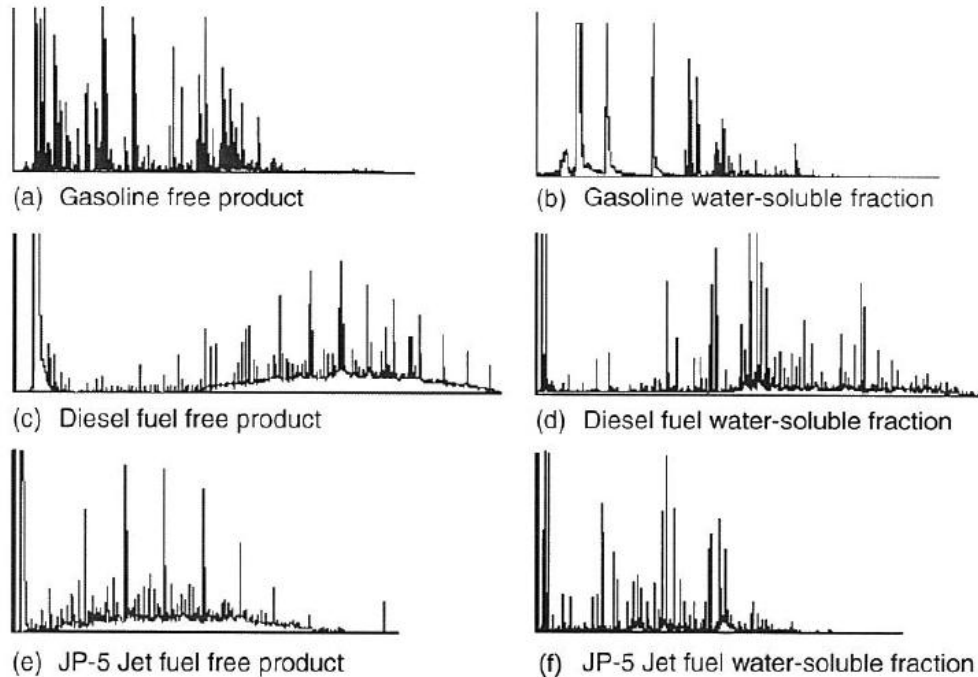 (a) Gasoline free product
(b) Gasoline water-soluble fraction
(c) Diesel fuel free product
(d) Diesel fuel water-soluble fraction
(e) JP-5 Jet fuel free product
(f) JP-5 Jet fuel water-soluble fraction